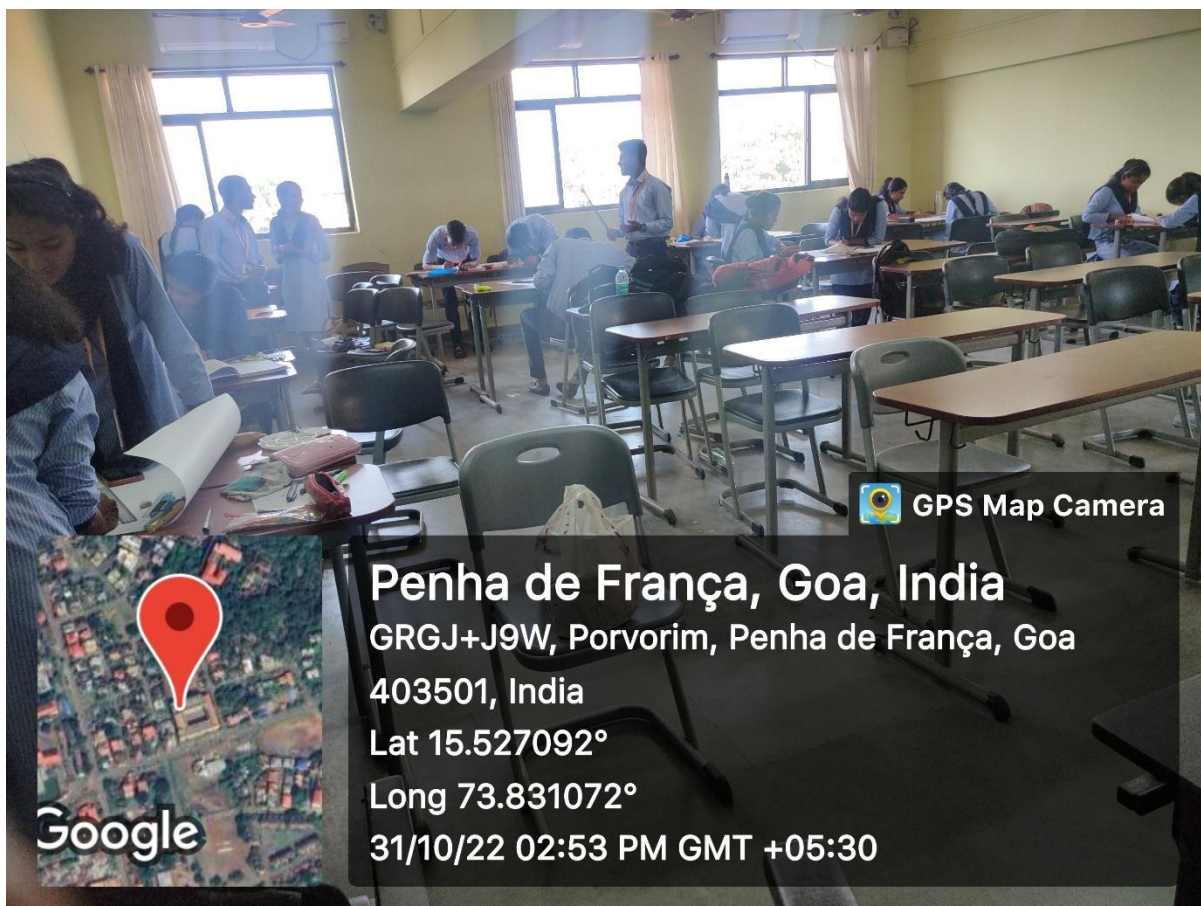 GPS Map Camera
Penha de França, Goa, India
GRGJ+J9W, Porvorim, Penha de França, Goa
403501, India
Lat 15.527092°
Long 73.831072°
31/10/22 02:53 PM GMT +05:30
Google